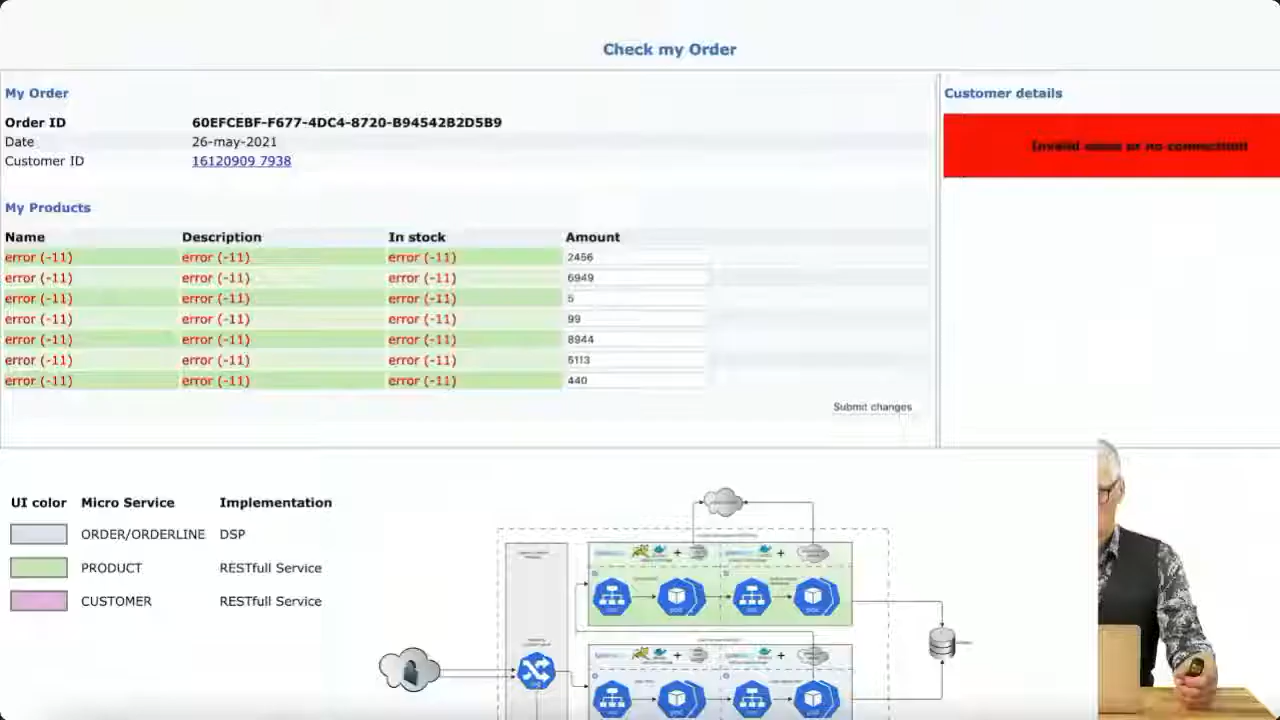 Check my Order
My Order
Order ID 60EFCEBF-F677-4DC4-8720-B94542B2D5B9
Date 26-may-2021
Customer ID 16120909 7938
My Products
Name Description In stock Amount
error (-11) error (-11) error (-11) 2456
error (-11) error (-11) error (-11) 6949
error (-11) error (-11) error (-11) 5
error (-11) error (-11) error (-11) 99
error (-11) error (-11) error (-11) 8944
error (-11) error (-11) error (-11) 5113
error (-11) error (-11) error (-11) 440
Submit changes
Customer details
Invalid or no connection!
UI color Micro Service Implementation
ORDER/ORDERLINE DSP
PRODUCT RESTfull Service
CUSTOMER RESTfull Service